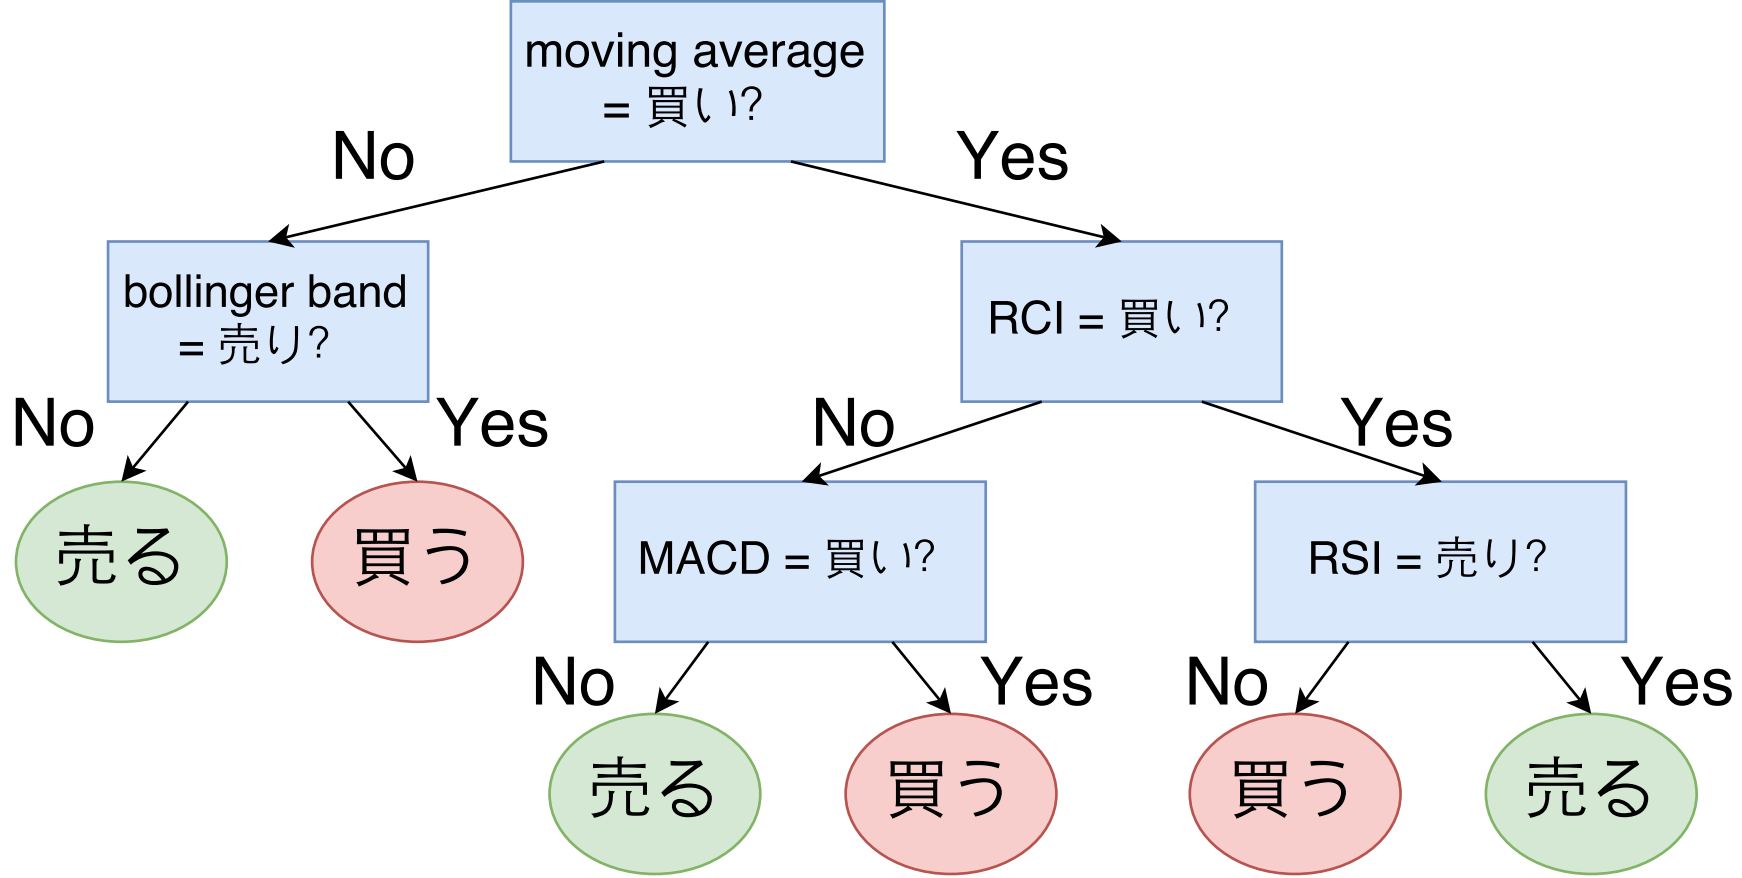 moving average
= 買い?
No
Yes
bollinger band
= 売り?
RCI = 買い?
No
Yes
No
Yes
売る
買う
MACD = 買い?
RSI = 売り?
No
Yes
No
Yes
売る
買う
買う
売る